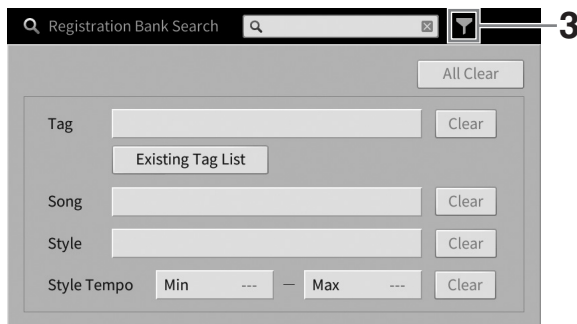 Registration Bank Search 3
All Clear
Tag Clear
Existing Tag List
Song Clear
Style Clear
Style Tempo Min --- — Max --- Clear